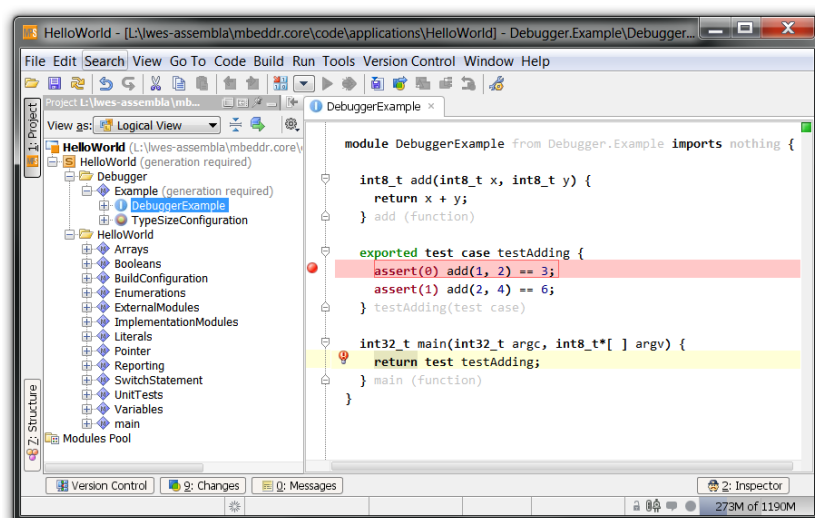 HelloWorld - [L:\lwes-assembla\mbeddr.core\code\applications\HelloWorld] - Debugger.Example\Debugger...
File Edit Search View Go To Code Build Run Tools Version Control Window Help
Project L:\lwes-assembla\mb...
DebuggerExample
1: Project
View as: Logical View
HelloWorld (L:\lwes-assembla\mbeddr.core\
HelloWorld (generation required)
Debugger
Example (generation required)
DebuggerExample
TypeSizeConfiguration
HelloWorld
Arrays
Booleans
BuildConfiguration
Enumerations
ExternalModules
ImplementationModules
Literals
Pointer
Reporting
SwitchStatement
UnitTests
Variables
main
Modules Pool
Z: Structure
module DebuggerExample from Debugger.Example imports nothing {
int8_t add(int8_t x, int8_t y) {
return x + y;
} add (function)
exported test case testAdding {
assert(0) add(1, 2) == 3;
assert(1) add(2, 4) == 6;
} testAdding(test case)
int32_t main(int32_t argc, int8_t*[ ] argv) {
return test testAdding;
} main (function)
}
Version Control
9: Changes
0: Messages
2: Inspector
273M of 1190M